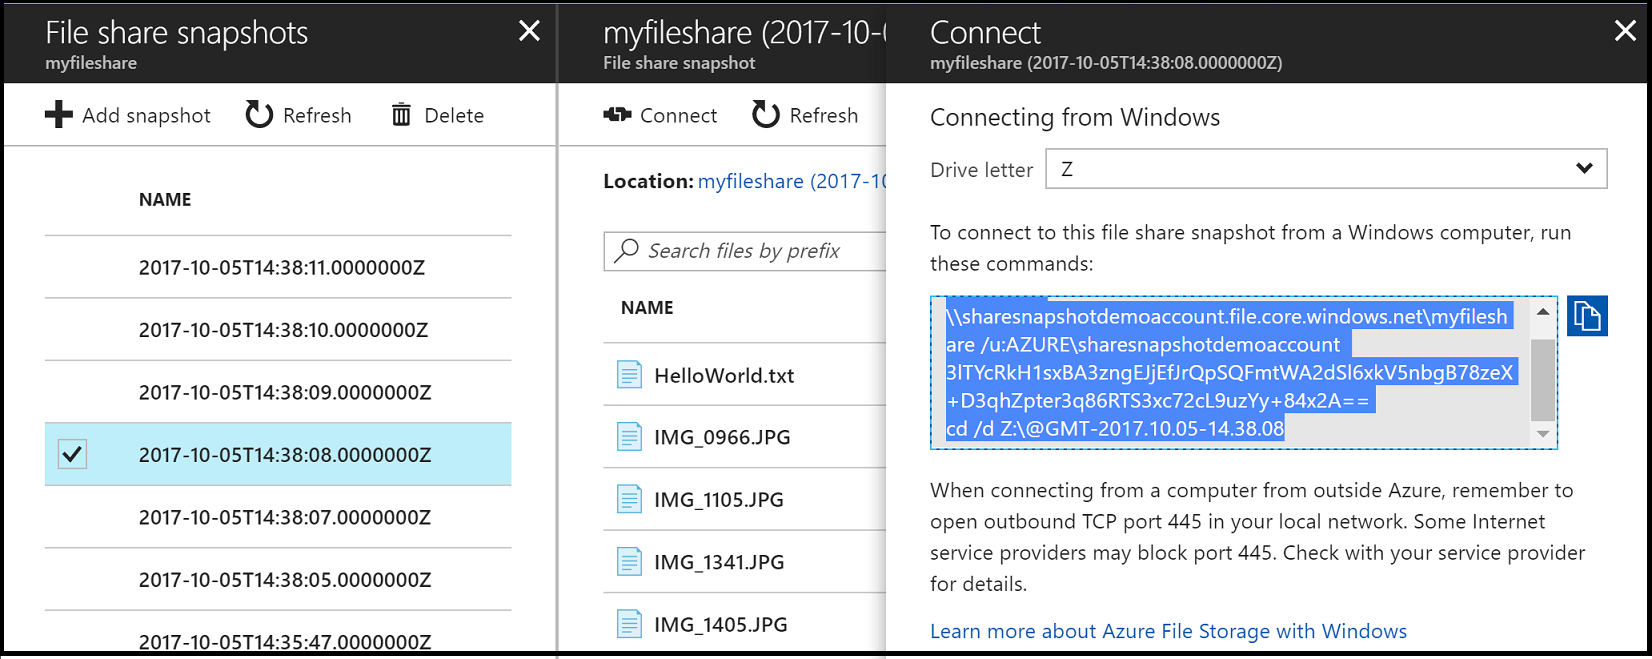 File share snapshots
myfileshare
Add snapshot
Refresh
Delete
NAME
2017-10-05T14:38:11.0000000Z
2017-10-05T14:38:10.0000000Z
2017-10-05T14:38:09.0000000Z
2017-10-05T14:38:08.0000000Z
2017-10-05T14:38:07.0000000Z
2017-10-05T14:38:05.0000000Z
2017-10-05T14:35:47.0000000Z
myfileshare (2017-10-
File share snapshot
Connect
Refresh
Location: myfileshare (2017-10
Search files by prefix
NAME
HelloWorld.txt
IMG_0966.JPG
IMG_1105.JPG
IMG_1341.JPG
IMG_1405.JPG
Connect
myfileshare (2017-10-05T14:38:08.0000000Z)
Connecting from Windows
Drive letter
Z
To connect to this file share snapshot from a Windows computer, run
these commands:
\\sharesnapshotdemoaccount.file.core.windows.net\myfilesh
are /u:AZURE\sharesnapshotdemoaccount
3lTYcRkH1sxBA3zngEJjEfJrQpSQFmtWA2dSl6xkV5nbgB78zeX
+D3qhZpter3q86RTS3xc72cL9uzYy+84x2A==
cd /d Z:\@GMT-2017.10.05-14.38.08
When connecting from a computer from outside Azure, remember to
open outbound TCP port 445 in your local network. Some Internet
service providers may block port 445. Check with your service provider
for details.
Learn more about Azure File Storage with Windows